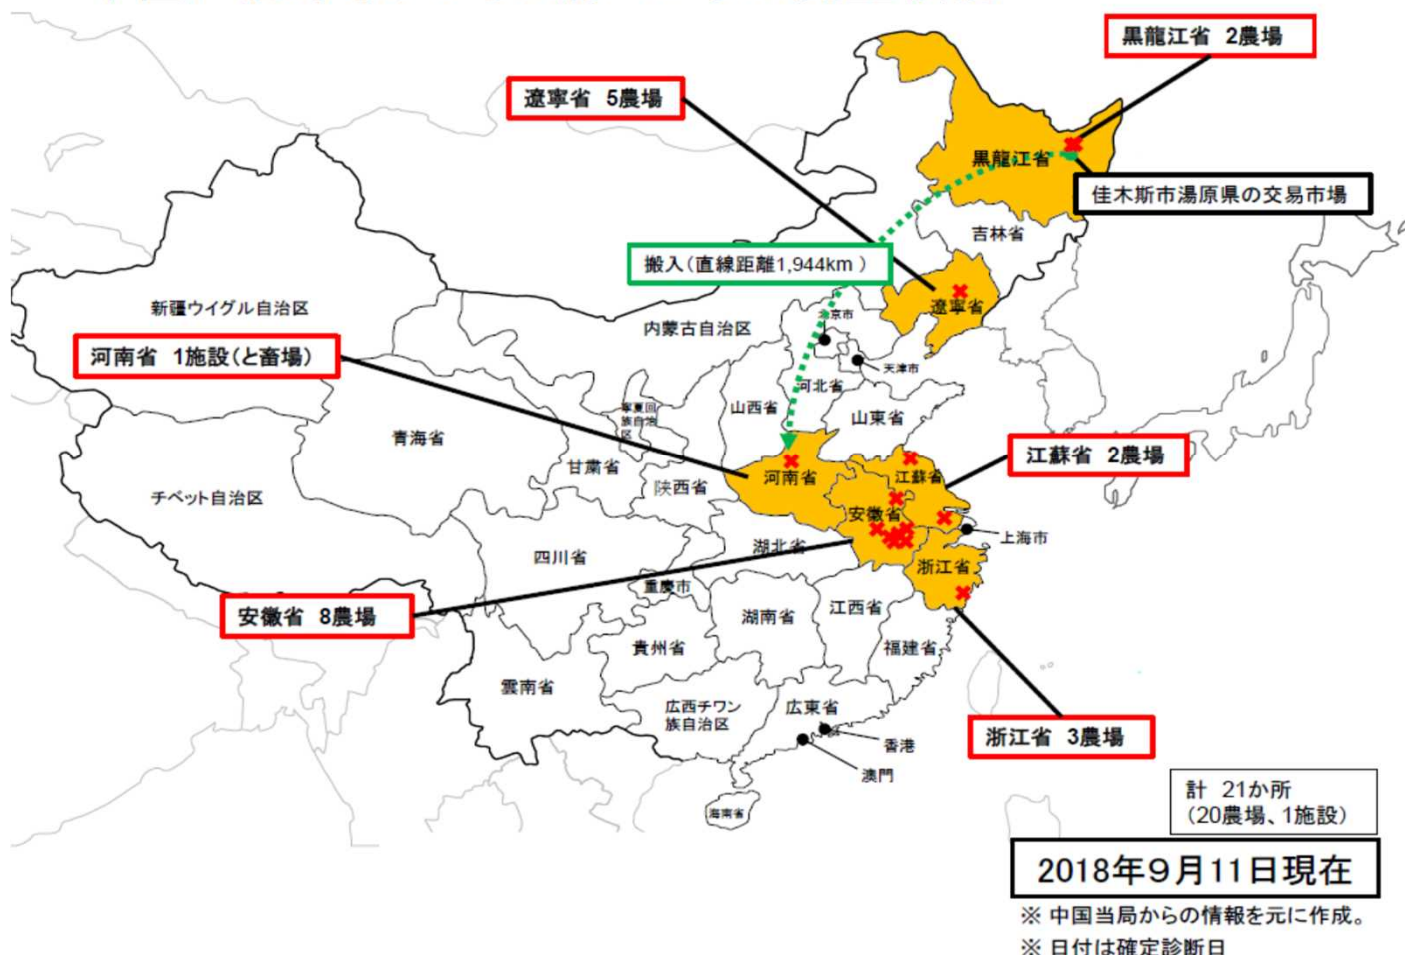 黒龍江省 2農場
遼寧省 5農場
黒龍江省
佳木斯市湯原県の交易市場
吉林省
搬入(直線距離1,944km )
新疆ウイグル自治区
遼寧省
北京市
内蒙古自治区
河南省 1施設(と畜場)
天津市
河北省
山西省
寧夏回
族自治
区
山東省
青海省
江蘇省 2農場
甘粛省
河南省
江蘇省
陝西省
チベット自治区
安徽省
上海市
湖北省
四川省
浙江省
重慶市
安徽省 8農場
湖南省
江西省
貴州省
福建省
雲南省
広西チワン
族自治区
広東省
浙江省 3農場
香港
澳門
海南省
計 21か所
(20農場、1施設)
2018年9月11日現在
※ 中国当局からの情報を元に作成。
※ 日付は確定診断日